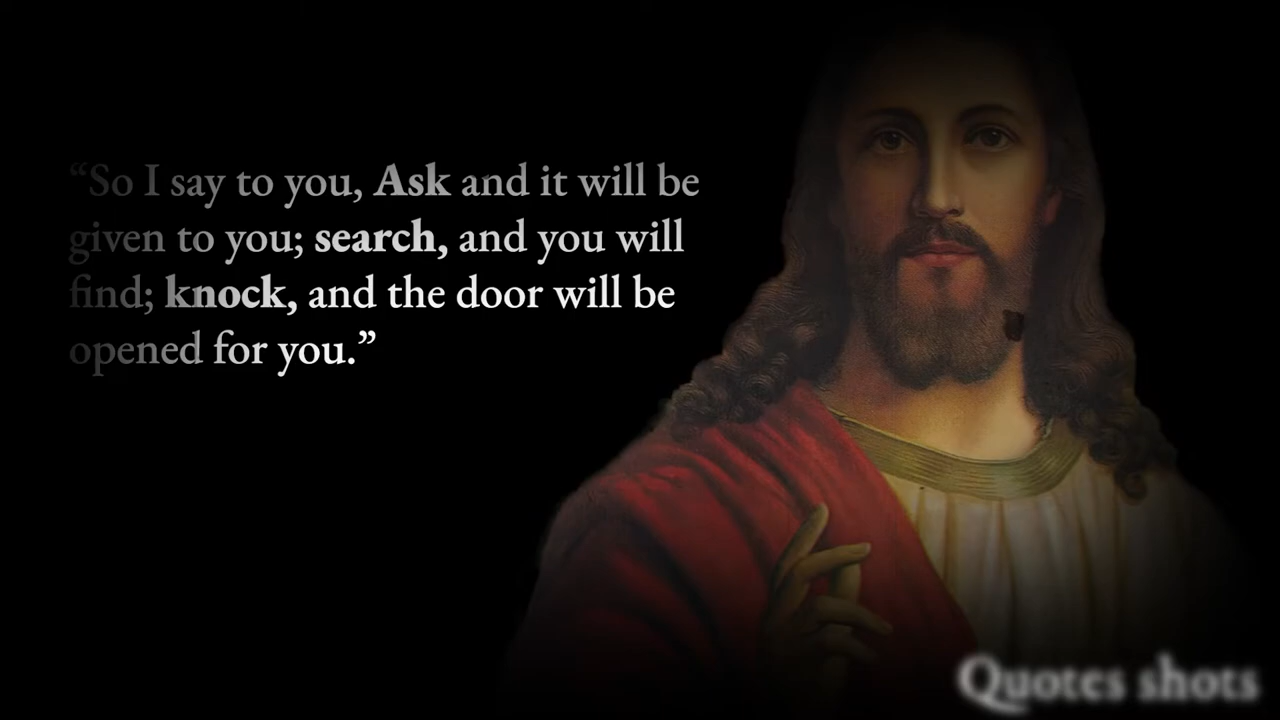 “So I say to you, Ask and it will be
given to you; search, and you will
find; knock, and the door will be
opened for you.”
Quotes shots